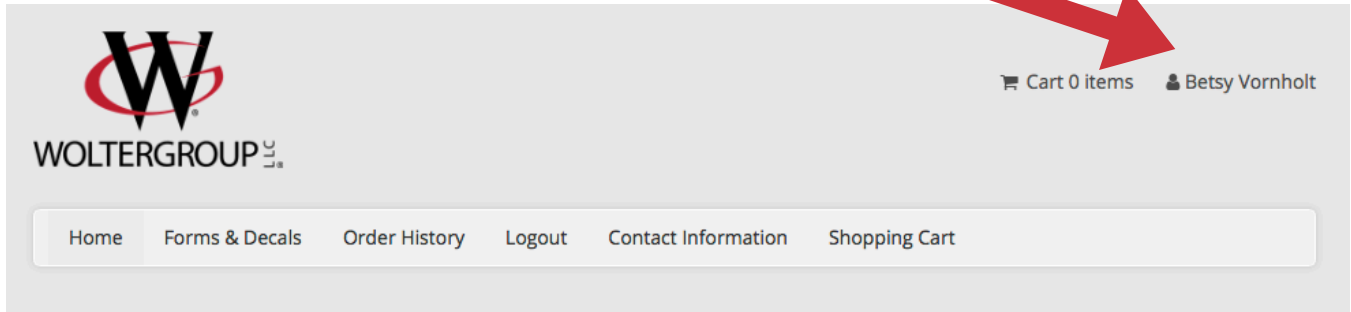 W
Cart 0 items Betsy Vornholt
WOLTERGROUP LLC
Home Forms & Decals Order History Logout Contact Information Shopping Cart